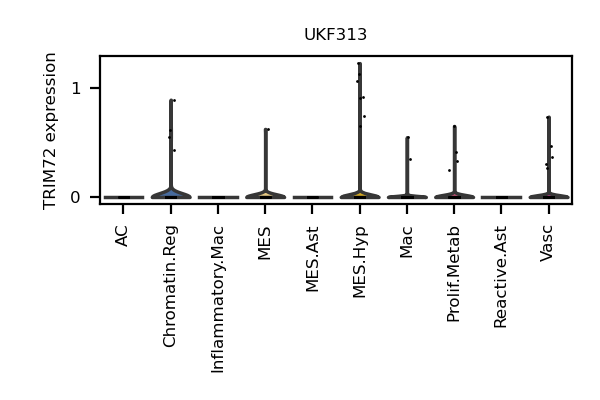 UKF313
TRIM72 expression
1
0
AC
Chromatin.Reg
Inflammatory.Mac
MES
MES.Ast
MES.Hyp
Mac
Prolif.Metab
Reactive.Ast
Vasc